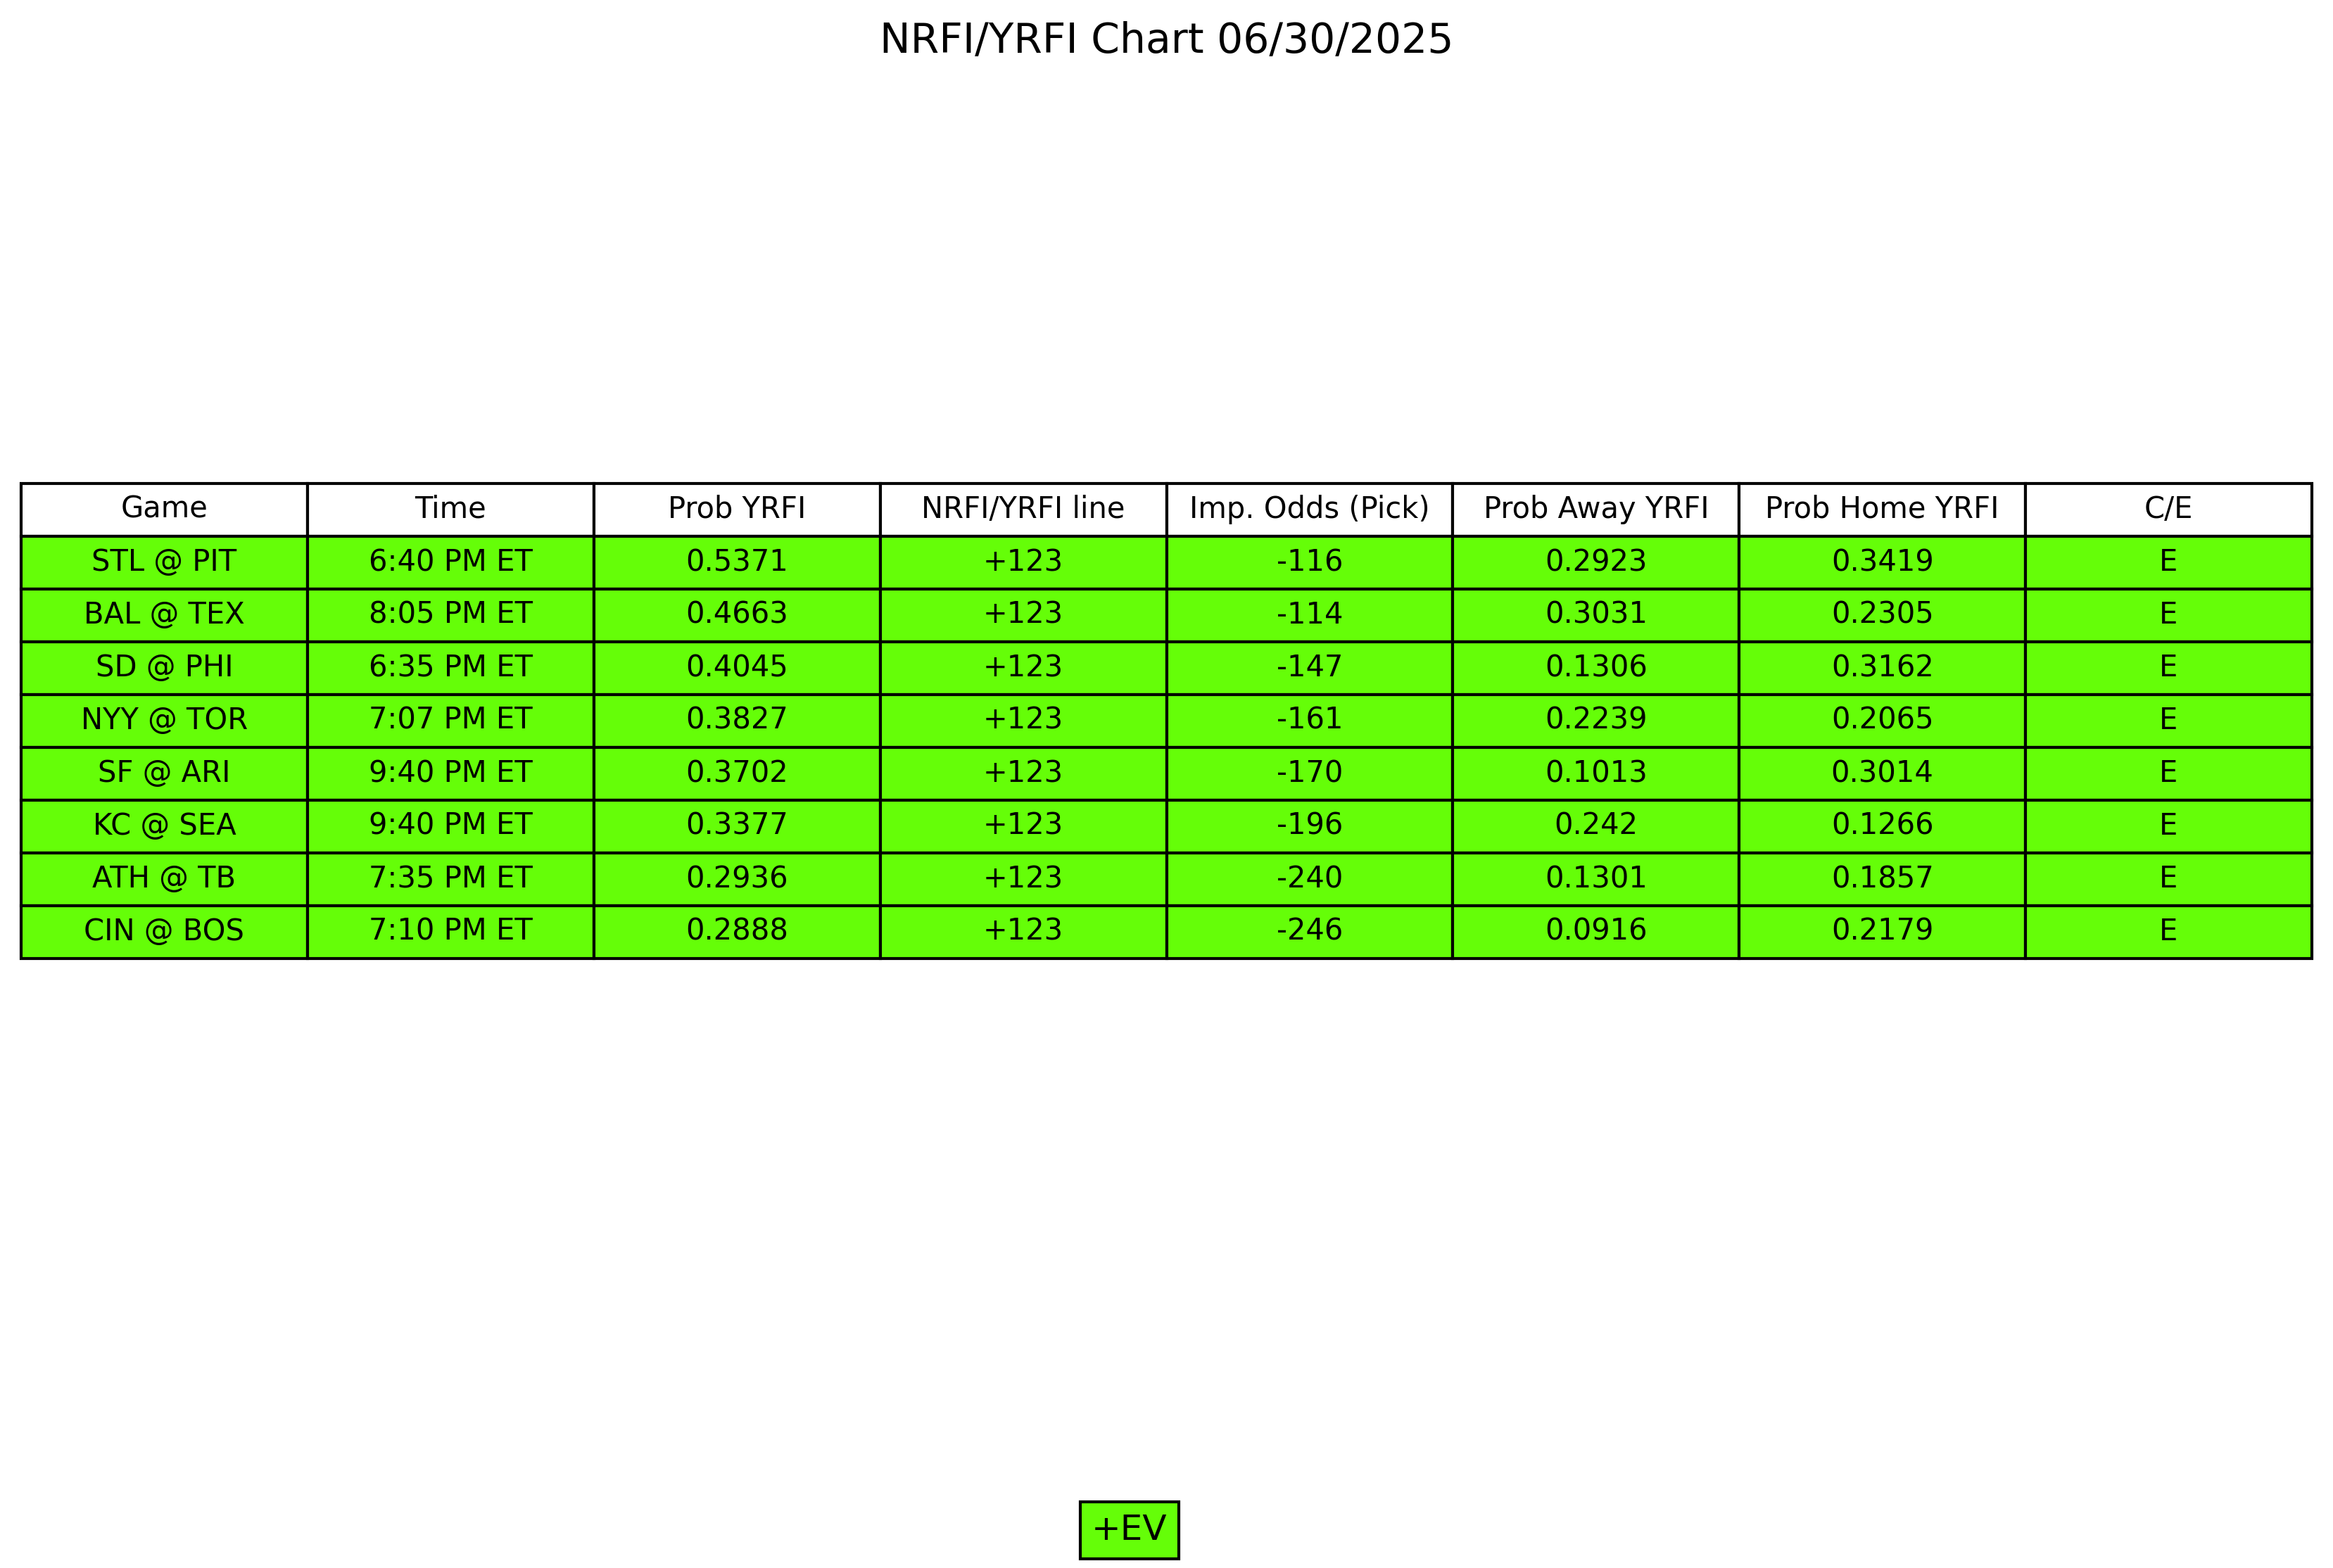 NRFI/YRFI Chart 06/30/2025
Game Time Prob YRFI NRFI/YRFI line Imp. Odds (Pick) Prob Away YRFI Prob Home YRFI C/E
STL @ PIT 6:40 PM ET 0.5371 +123 -116 0.2923 0.3419 E
BAL @ TEX 8:05 PM ET 0.4663 +123 -114 0.3031 0.2305 E
SD @ PHI 6:35 PM ET 0.4045 +123 -147 0.1306 0.3162 E
NYY @ TOR 7:07 PM ET 0.3827 +123 -161 0.2239 0.2065 E
SF @ ARI 9:40 PM ET 0.3702 +123 -170 0.1013 0.3014 E
KC @ SEA 9:40 PM ET 0.3377 +123 -196 0.242 0.1266 E
ATH @ TB 7:35 PM ET 0.2936 +123 -240 0.1301 0.1857 E
CIN @ BOS 7:10 PM ET 0.2888 +123 -246 0.0916 0.2179 E
+EV